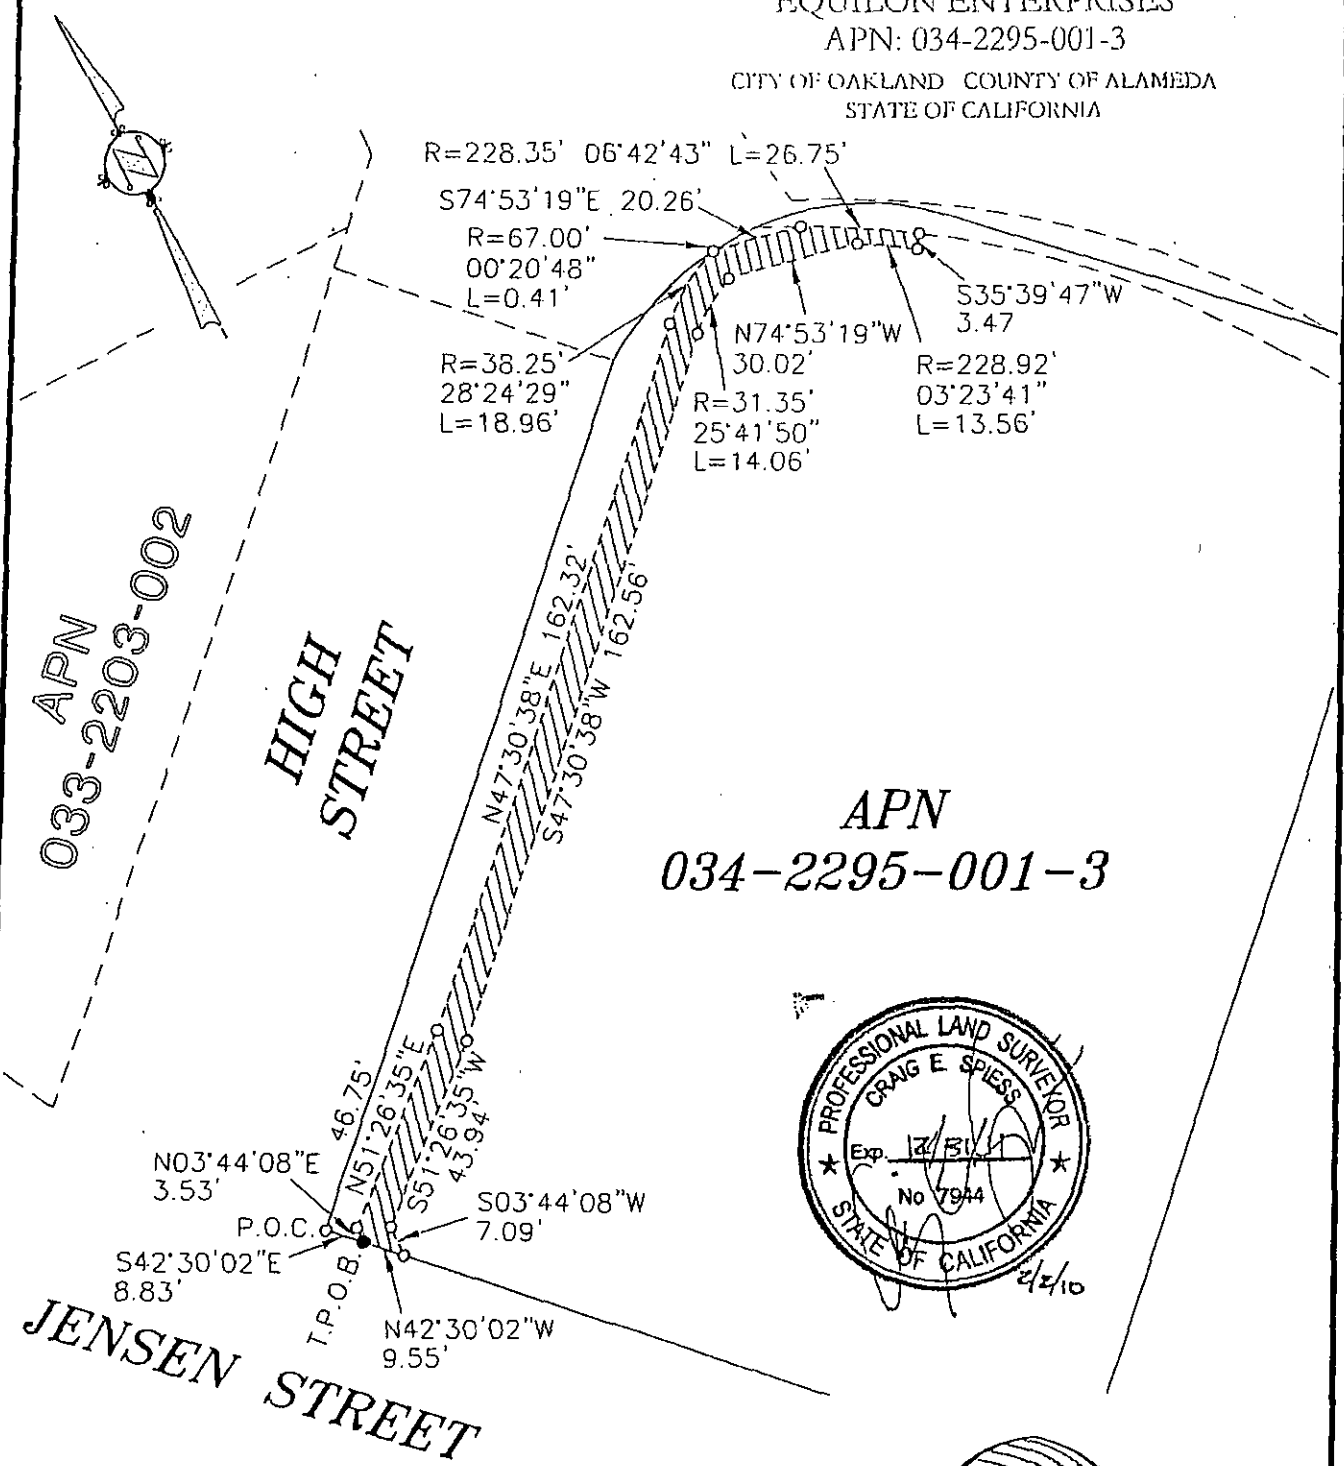 EQUILON ENTERPRISES
APN: 034-2295-001-3
CITY OF OAKLAND COUNTY OF ALAMEDA
STATE OF CALIFORNIA
R=228.35' 06°42'43" L=26.75'
S74°53'19"E 20.26'
R=67.00'
00°20'48"
L=0.41'
S35°39'47"W
3.47
N74°53'19"W
30.02'
R=228.92'
03°23'41"
L=13.56'
R=38.25'
28°24'29"
L=18.96'
R=31.35'
25°41'50"
L=14.06'
APN
033-2203-002
HIGH
STREET
N47°30'38"E 162.32'
S47°30'38"W 162.56'
APN
034-2295-001-3
46.75'
N51°26'35"E
S51°26'35"W
43.94'
N03°44'08"E
3.53'
P.O.C.
S42°30'02"E
8.83'
S03°44'08"W
7.09'
T.P.O.B.
N42°30'02"W
9.55'
JENSEN STREET
PROFESSIONAL LAND SURVEYOR
CRAIG E. SPIESS
Exp. 12/31/11
No 7944
STATE OF CALIFORNIA
2/2/10